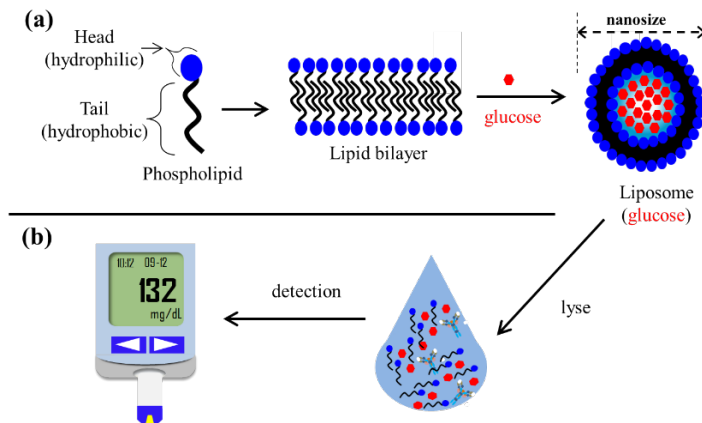 (a)
Head
(hydrophilic)
Tail
(hydrophobic)
Phospholipid
Lipid bilayer
glucose
nanosize
Liposome
(glucose)
(b)
10:12 09-12
132
mg/dL
detection
lyse